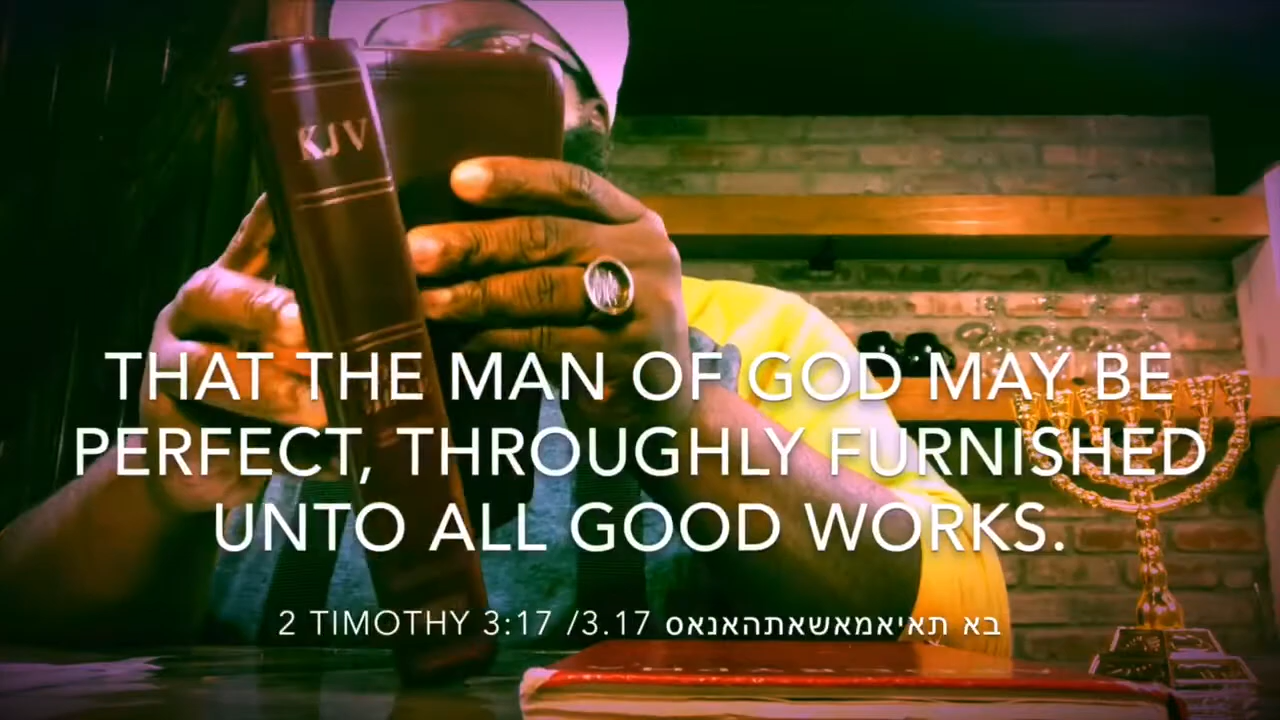 KJV
THAT THE MAN OF GOD MAY BE
PERFECT, THROUGHLY FURNISHED
UNTO ALL GOOD WORKS.
2 TIMOTHY 3:17 /3.17 בא תאיאמאשאתהאנאס